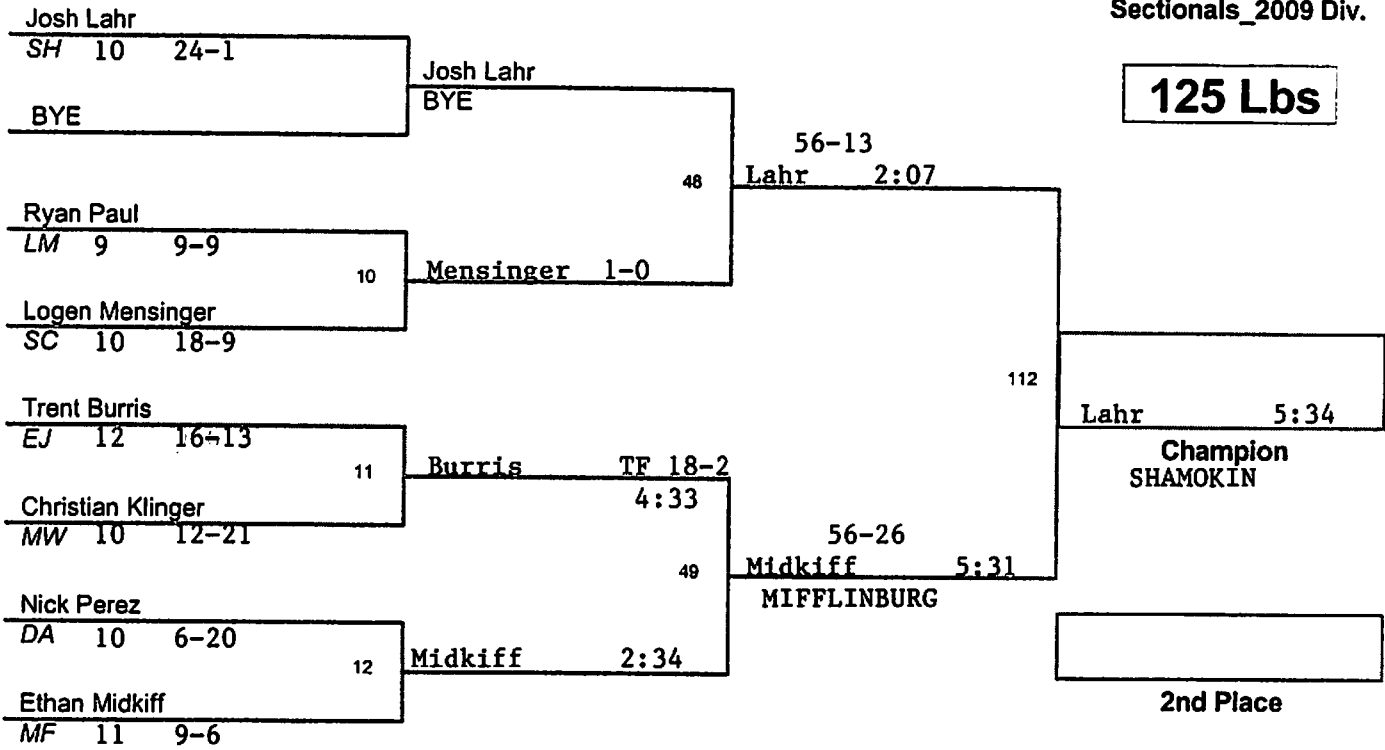 Sectionals_2009 Div.
125 Lbs
Josh Lahr
SH 10 24-1
BYE
Josh Lahr
BYE
Ryan Paul
LM 9 9-9
10
Mensinger 1-0
Logen Mensinger
SC 10 18-9
48
56-13
Lahr 2:07
Trent Burris
EJ 12 16-13
11
Burris TF 18-2
4:33
Christian Klinger
MW 10 12-21
49
56-26
Midkiff 5:31
MIFFLINBURG
Nick Perez
DA 10 6-20
12
Midkiff 2:34
Ethan Midkiff
MF 11 9-6
112
Lahr 5:34
Champion
SHAMOKIN
2nd Place